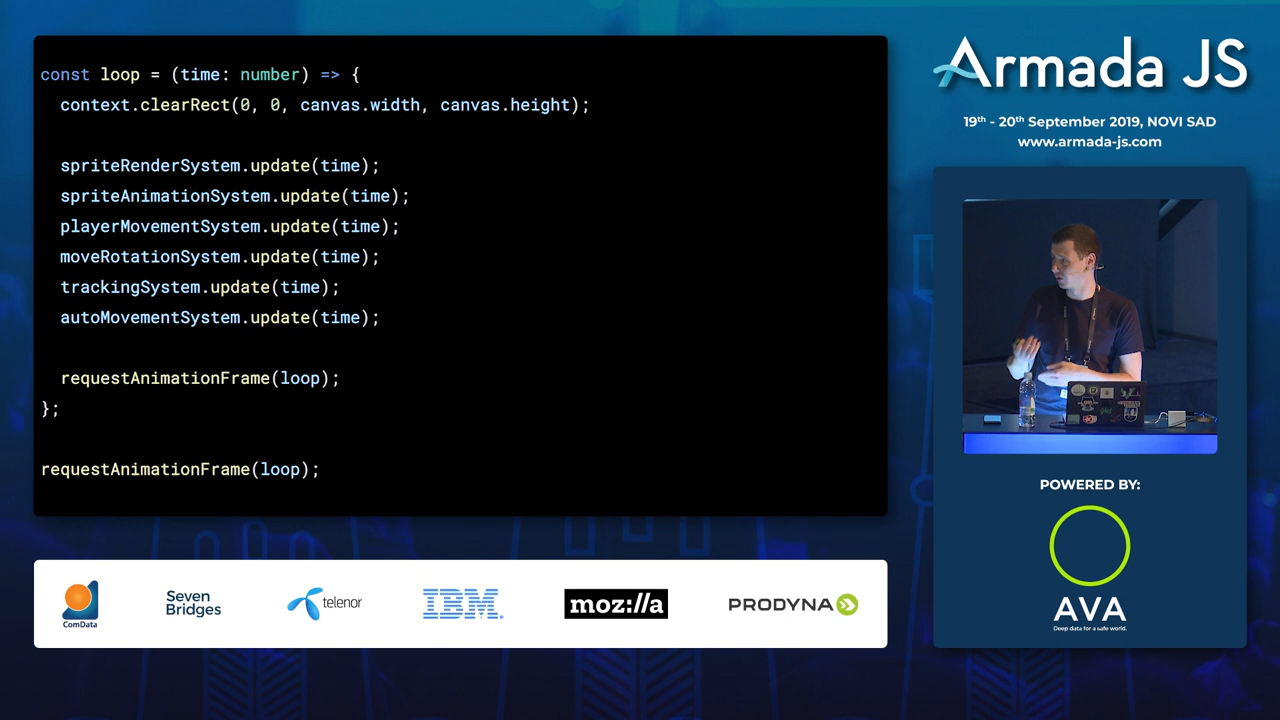 const loop = (time: number) => {
context.clearRect(0, 0, canvas.width, canvas.height);
spriteRenderSystem.update(time);
spriteAnimationSystem.update(time);
playerMovementSystem.update(time);
moveRotationSystem.update(time);
trackingSystem.update(time);
autoMovementSystem.update(time);
requestAnimationFrame(loop);
};
requestAnimationFrame(loop);
Armada JS
19th - 20th September 2019, NOVI SAD
www.armada-js.com
POWERED BY:
AVA
Deep data for a safe world.
ComData
Seven
Bridges
telenor
IBM.
moz://a
PRODYNA